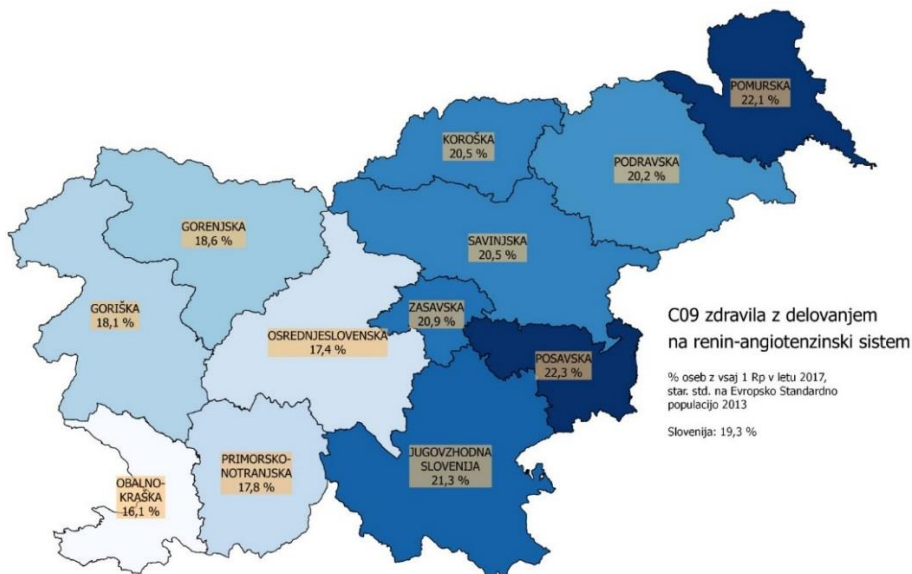 POMURSKA
22,1 %
KOROŠKA
20,5 %
PODRAVSKA
20,2 %
GORENJSKA
18,6 %
SAVINJSKA
20,5 %
GORIŠKA
18,1 %
ZASAVSKA
20,9 %
OSREDNJESLOVENSKA
17,4 %
POSAVSKA
22,3 %
PRIMORSKO-
NOTRANJSKA
17,8 %
JUGOVZHODNA
SLOVENIJA
21,3 %
OBALNO-
KRAŠKA
16,1 %
C09 zdravila z delovanjem
na renin-angiotenzinski sistem
% oseb z vsaj 1 Rp v letu 2017,
star. std. na Evropsko Standardno
populacijo 2013
Slovenija: 19,3 %